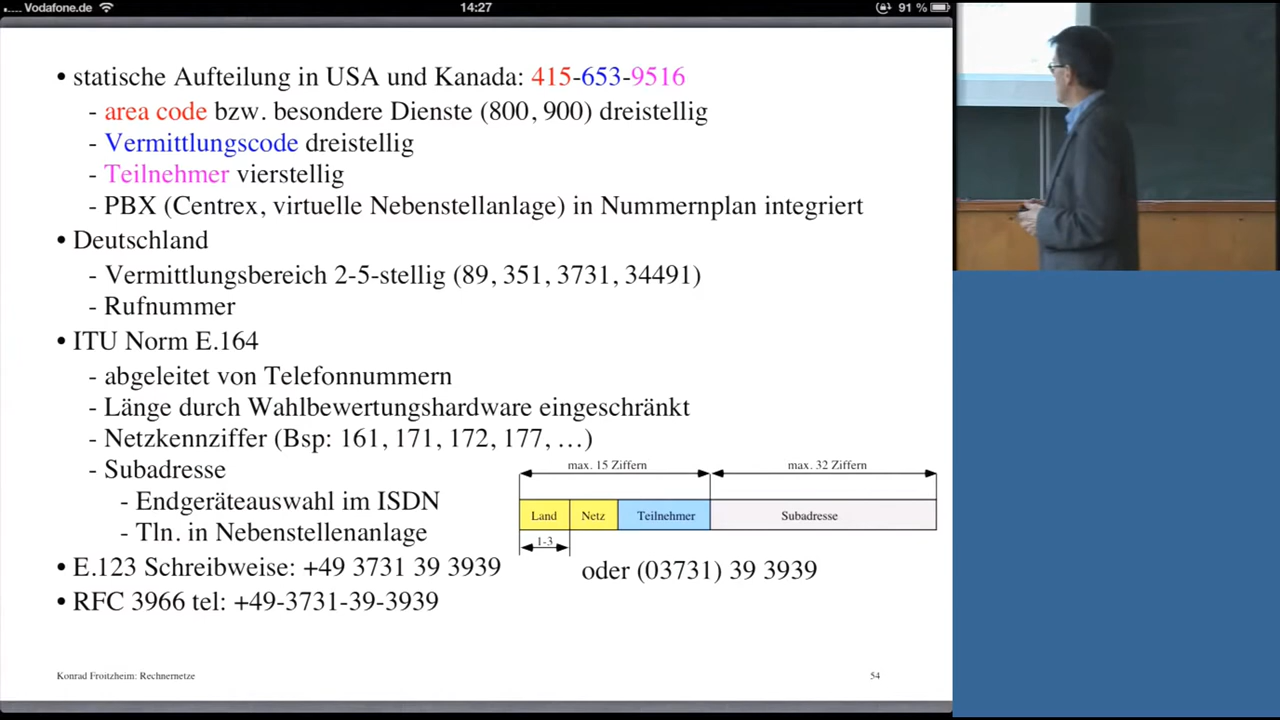 Vodafone.de
14:27
91 %
• statische Aufteilung in USA und Kanada: 415-653-9516
- area code bzw. besondere Dienste (800, 900) dreistellig
- Vermittlungscode dreistellig
- Teilnehmer vierstellig
- PBX (Centrex, virtuelle Nebenstellanlage) in Nummernplan integriert
• Deutschland
- Vermittlungsbereich 2-5-stellig (89, 351, 3731, 34491)
- Rufnummer
• ITU Norm E.164
- abgeleitet von Telefonnummern
- Länge durch Wahlbewertungshardware eingeschränkt
- Netzkennziffer (Bsp: 161, 171, 172, 177, …)
- Subadresse
- Endgeräteauswahl im ISDN
- Tln. in Nebenstellenanlage
max. 15 Ziffern max. 32 Ziffern
Land Netz Teilnehmer Subadresse
1-3
• E.123 Schreibweise: +49 3731 39 3939
oder (03731) 39 3939
• RFC 3966 tel: +49-3731-39-3939
Konrad Froitzheim: Rechnernetze
54